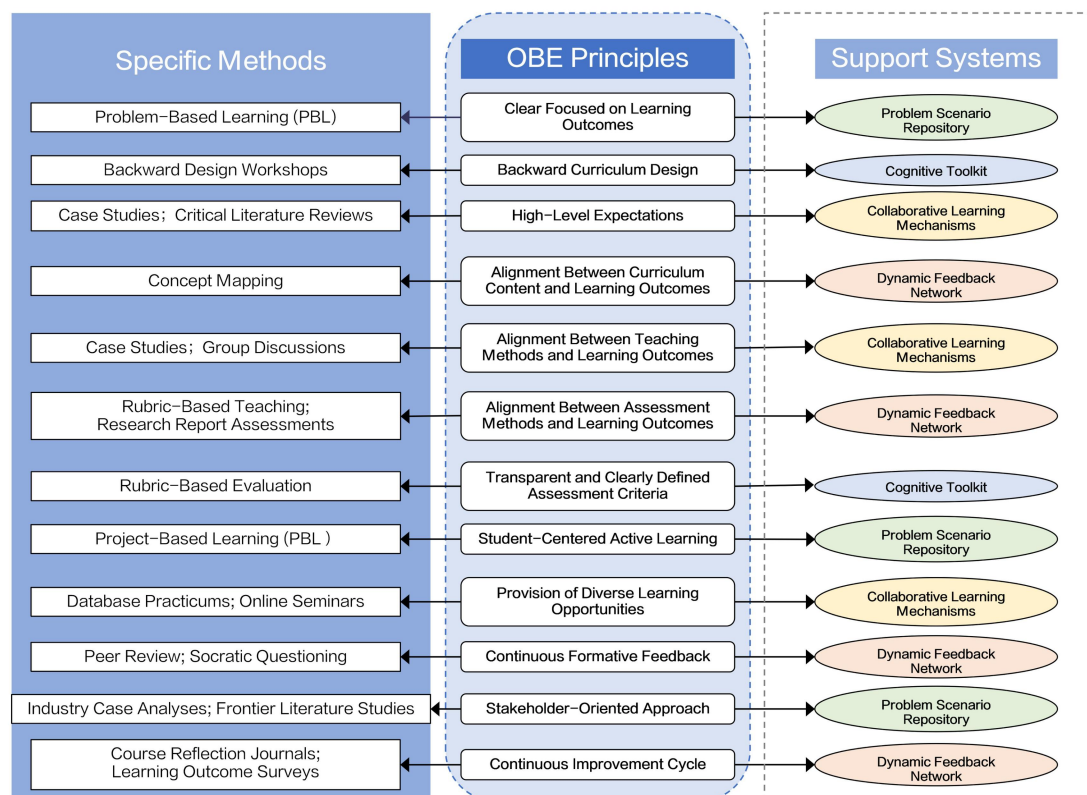 Specific Methods
OBE Principles
Support Systems
Problem-Based Learning (PBL)
Clear Focused on Learning
Outcomes
Problem Scenario
Repository
Backward Design Workshops
Backward Curriculum Design
Cognitive Toolkit
Case Studies; Critical Literature Reviews
High-Level Expectations
Collaborative Learning
Mechanisms
Concept Mapping
Alignment Between Curriculum
Content and Learning Outcomes
Dynamic Feedback
Network
Case Studies; Group Discussions
Alignment Between Teaching
Methods and Learning Outcomes
Collaborative Learning
Mechanisms
Rubric-Based Teaching;
Research Report Assessments
Alignment Between Assessment
Methods and Learning Outcomes
Dynamic Feedback
Network
Rubric-Based Evaluation
Transparent and Clearly Defined
Assessment Criteria
Cognitive Toolkit
Project-Based Learning (PBL )
Student-Centered Active Learning
Problem Scenario
Repository
Database Practicums; Online Seminars
Provision of Diverse Learning
Opportunities
Collaborative Learning
Mechanisms
Peer Review; Socratic Questioning
Continuous Formative Feedback
Dynamic Feedback
Network
Industry Case Analyses; Frontier Literature Studies
Stakeholder-Oriented Approach
Problem Scenario
Repository
Course Reflection Journals;
Learning Outcome Surveys
Continuous Improvement Cycle
Dynamic Feedback
Network